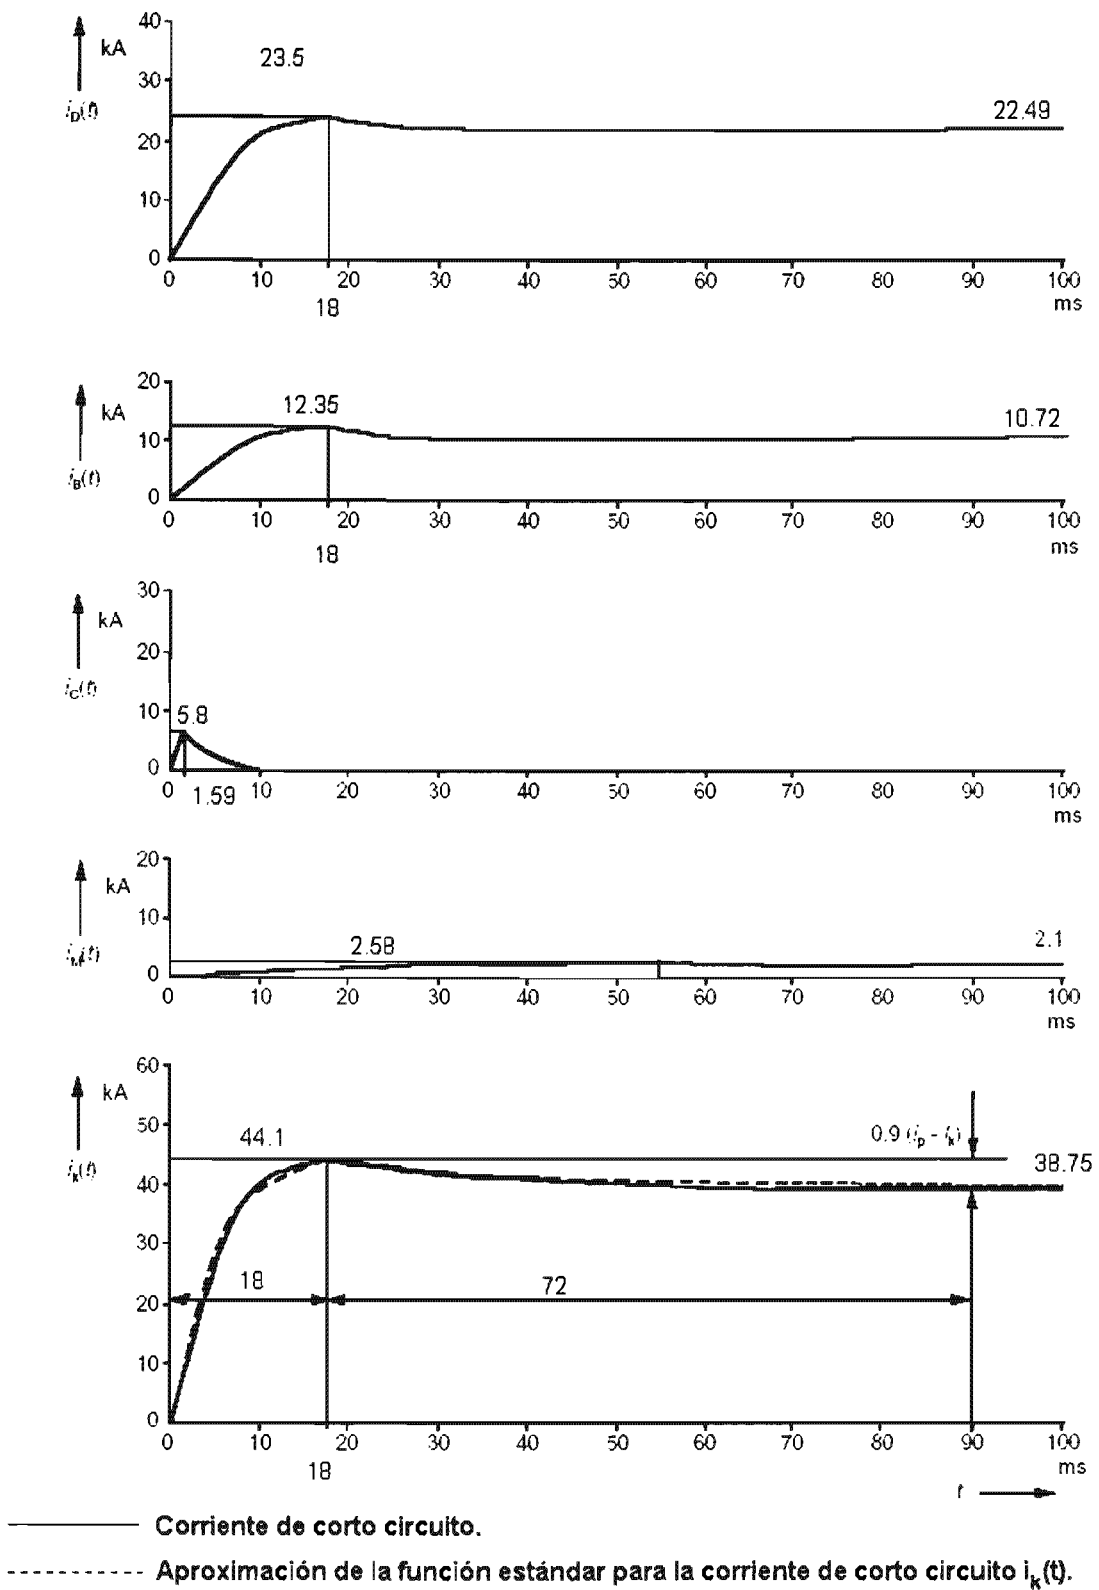 40
kA
23.5
30
i_D(t)
22.49
20
10
0
0 10 20 30 40 50 60 70 80 90 100
18
ms
20
kA
12.35
10.72
10
i_B(t)
0
0 10 20 30 40 50 60 70 80 90 100
18
ms
30
kA
20
i_C(t)
10
5.8
0
0 1.59 10 20 30 40 50 60 70 80 90 100
ms
20
kA
10
2.58
2.1
i_M(t)
0
0 10 20 30 40 50 60 70 80 90 100
ms
60
kA
50
44.1
0.9 (i_p - i_k)
i_k(t)
38.75
40
30
18
72
20
10
0
0 10 20 30 40 50 60 70 80 90 100
18
ms
t
Corriente de corto circuito.
Aproximación de la función estándar para la corriente de corto circuito i_k(t).